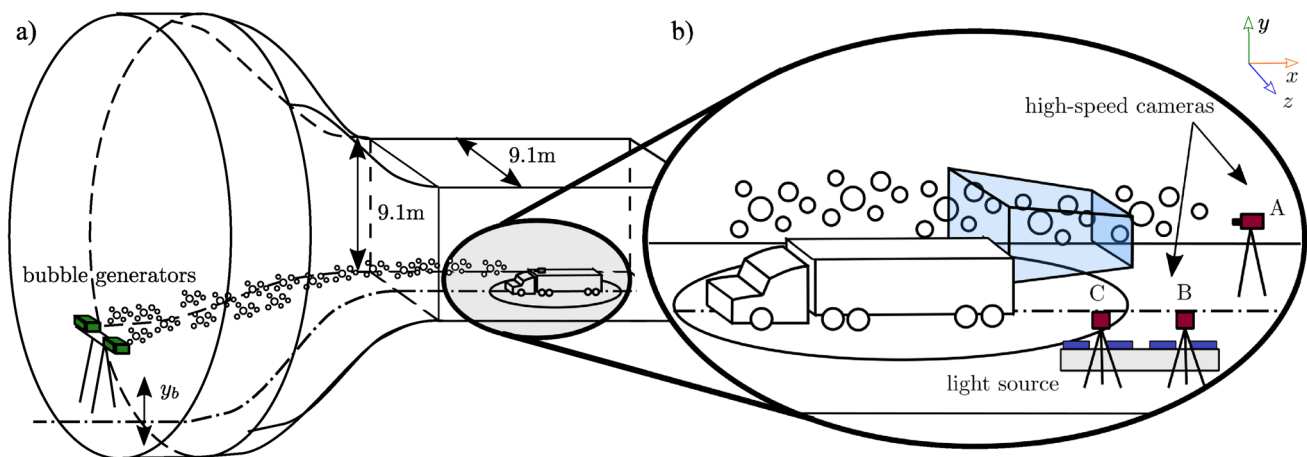 a)
9.1m
9.1m
bubble generators
y_b
b)
y
x
z
high-speed cameras
A
C
B
light source